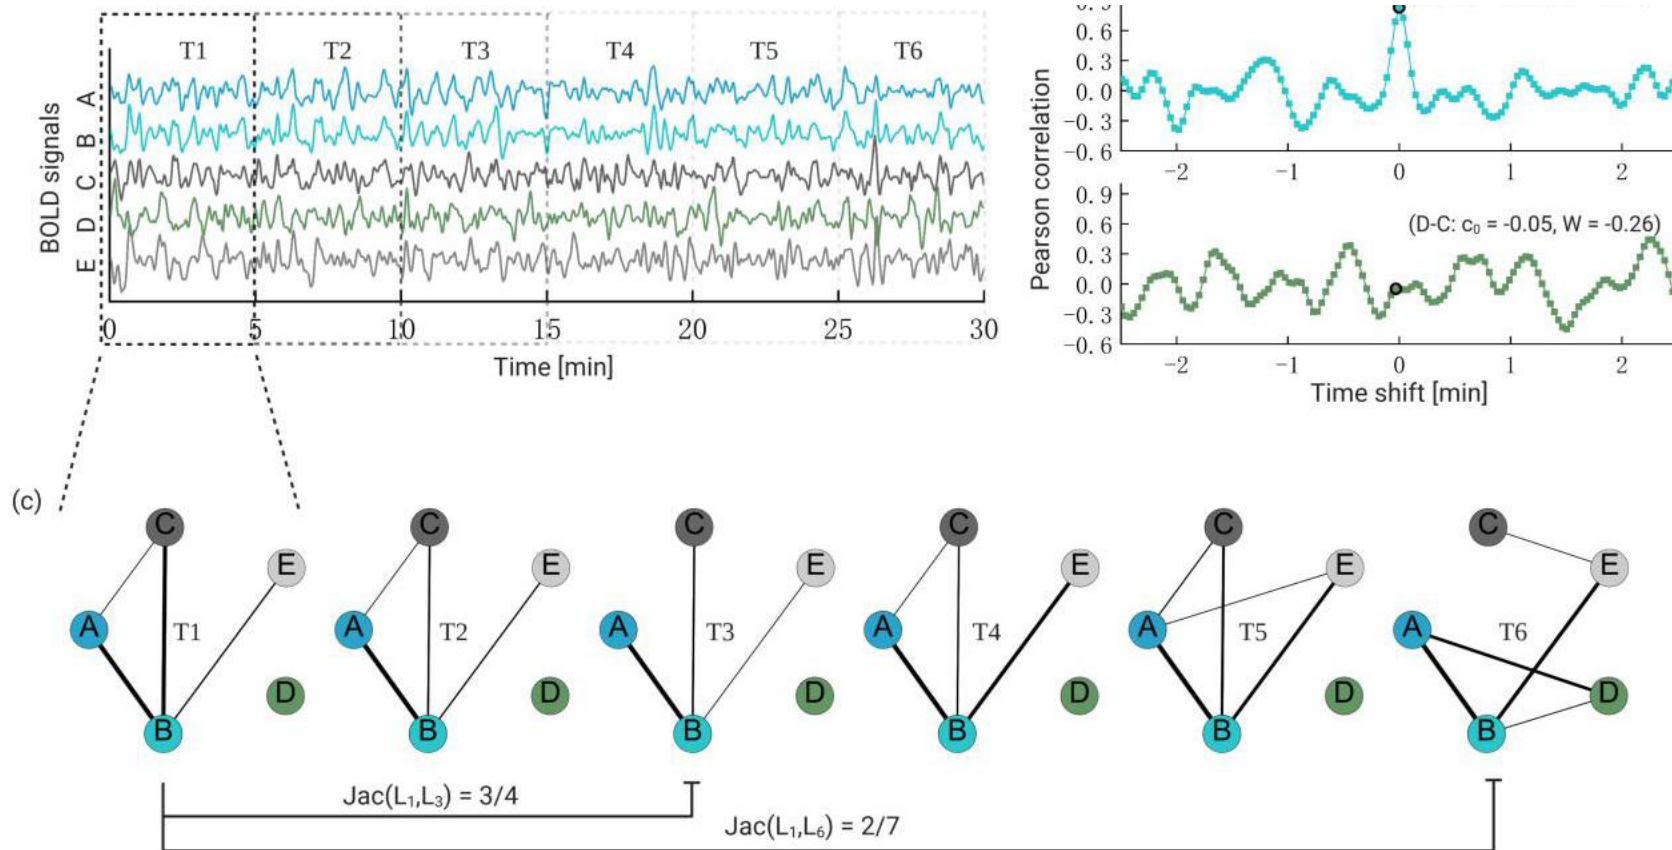 T1 T2 T3 T4 T5 T6
BOLD signals
A
B
C
D
E
0 5 10 15 20 25 30
Time [min]
Pearson correlation
0.6
0.3
0.0
-0.3
-0.6
-2 -1 0 1 2
0.9
0.6
0.3
0.0
-0.3
-0.6
(D-C: c₀ = -0.05, W = -0.26)
-2 -1 0 1 2
Time shift [min]
(c)
C E A T1 D B
C E A T2 D B
C E A T3 D B
C E A T4 D B
C E A T5 D B
C E A T6 D B
Jac(L₁,L₃) = 3/4
Jac(L₁,L₆) = 2/7